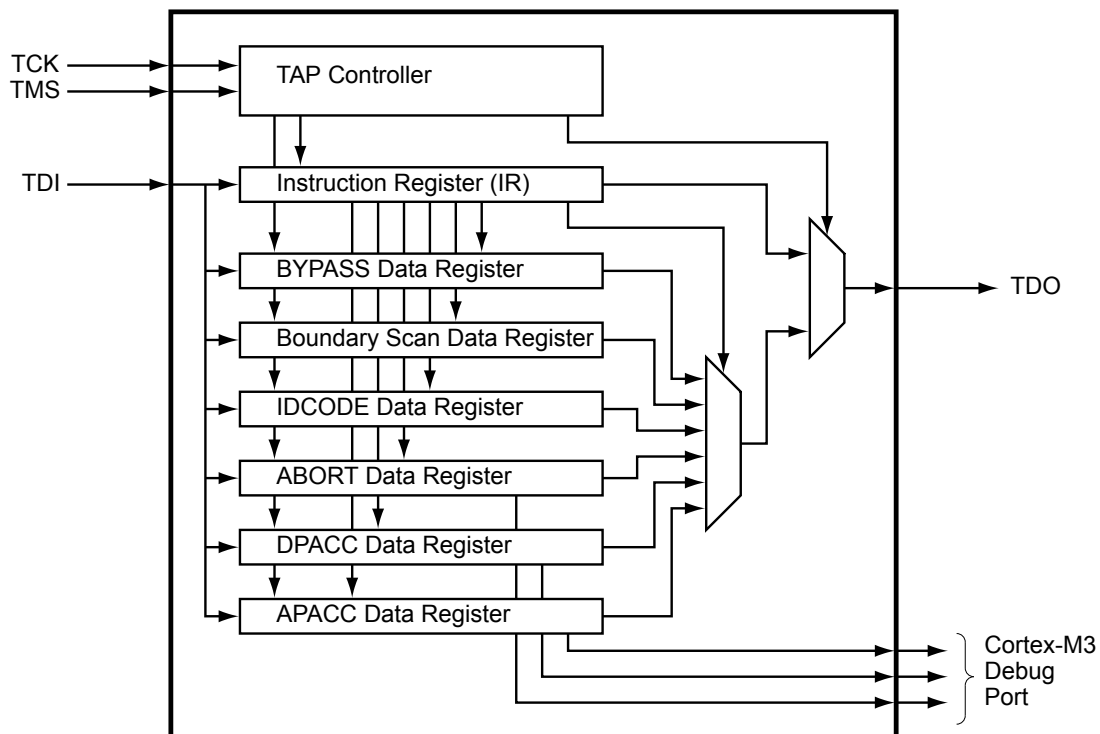 TCK
TMS
TAP Controller
TDI
Instruction Register (IR)
BYPASS Data Register
TDO
Boundary Scan Data Register
IDCODE Data Register
ABORT Data Register
DPACC Data Register
APACC Data Register
Cortex-M3
Debug
Port